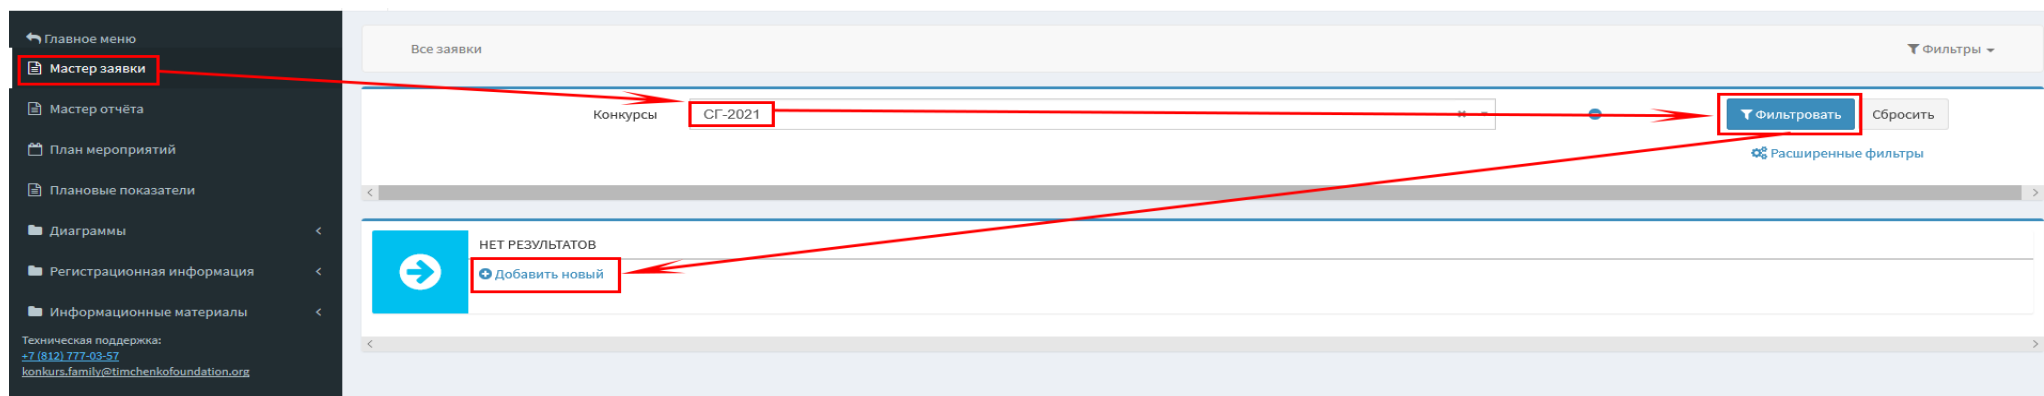 Главное меню
Мастер заявки
Мастер отчёта
План мероприятий
Плановые показатели
Диаграммы
Регистрационная информация
Информационные материалы
Техническая поддержка:
+7 (812) 777-03-57
konkurs.family@timchenkofoundation.org
Все заявки
Фильтры
Конкурсы
СГ-2021
Фильтровать
Сбросить
Расширенные фильтры
НЕТ РЕЗУЛЬТАТОВ
Добавить новый